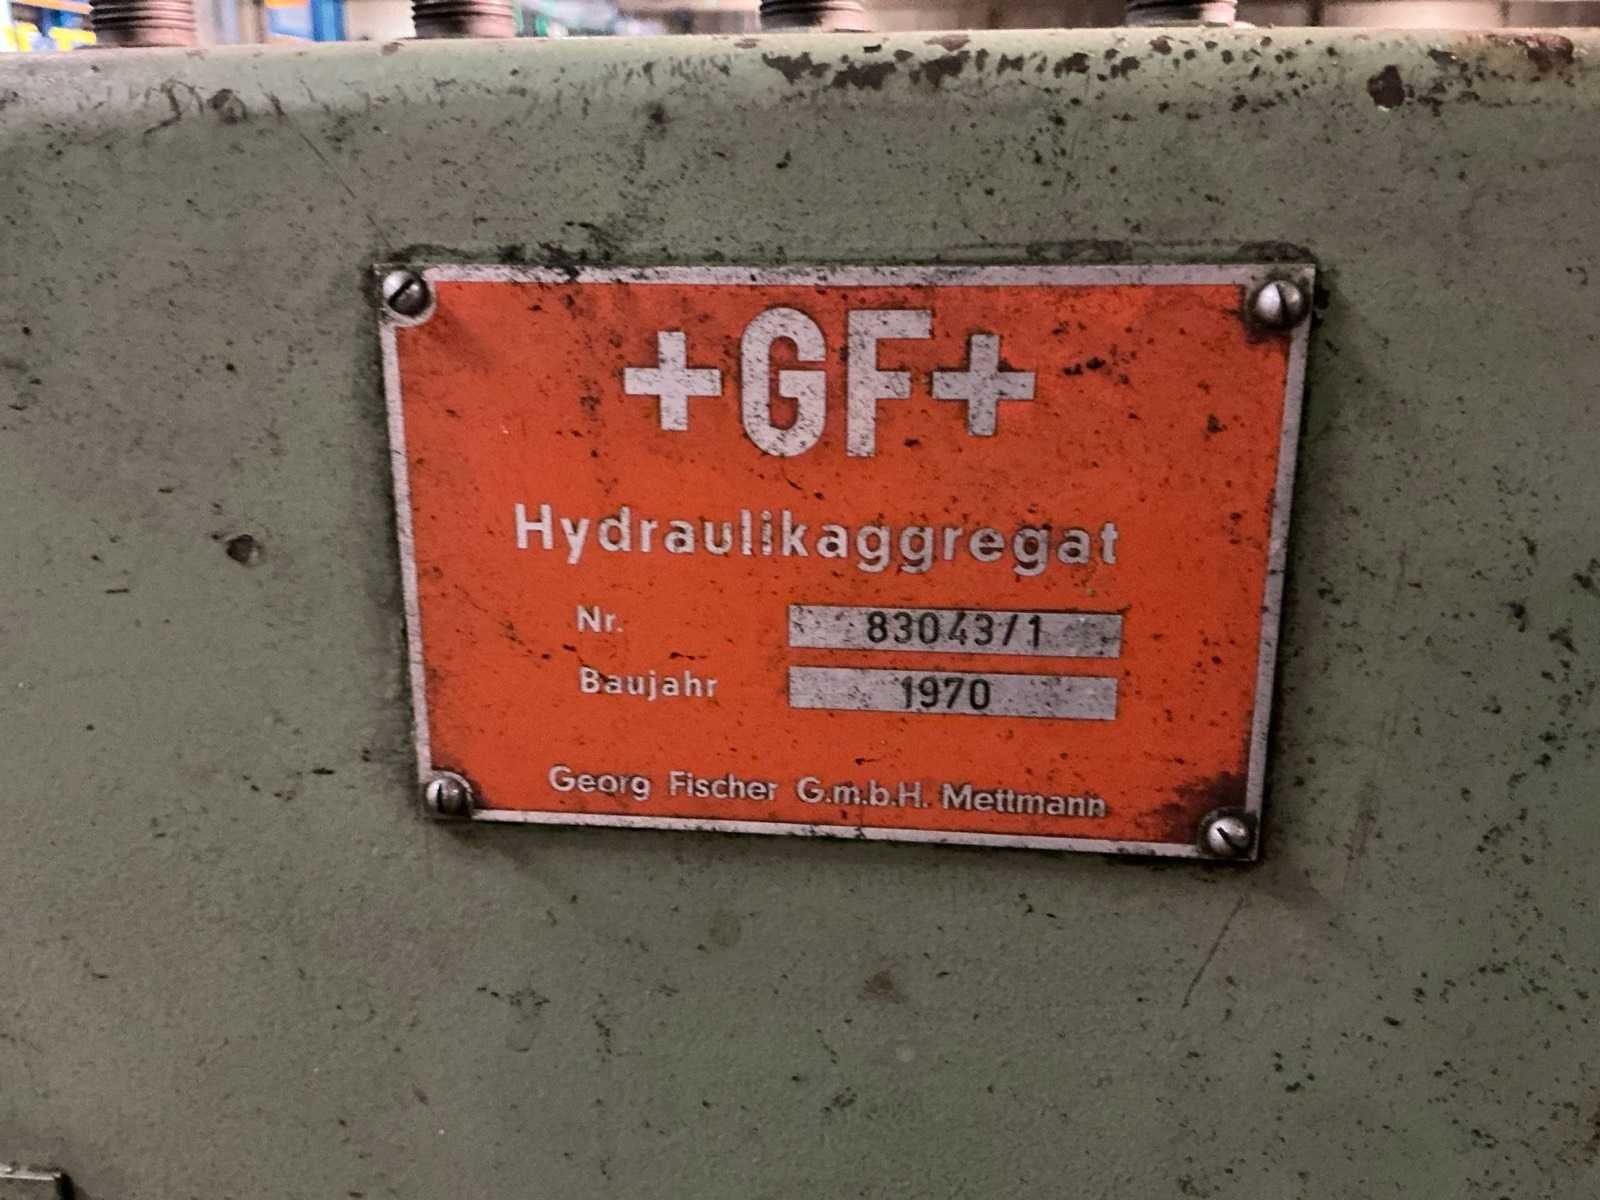 +GF+
Hydraulikaggregat
Nr. 83043/1
Baujahr 1970
Georg Fischer G.m.b.H. Mettmann